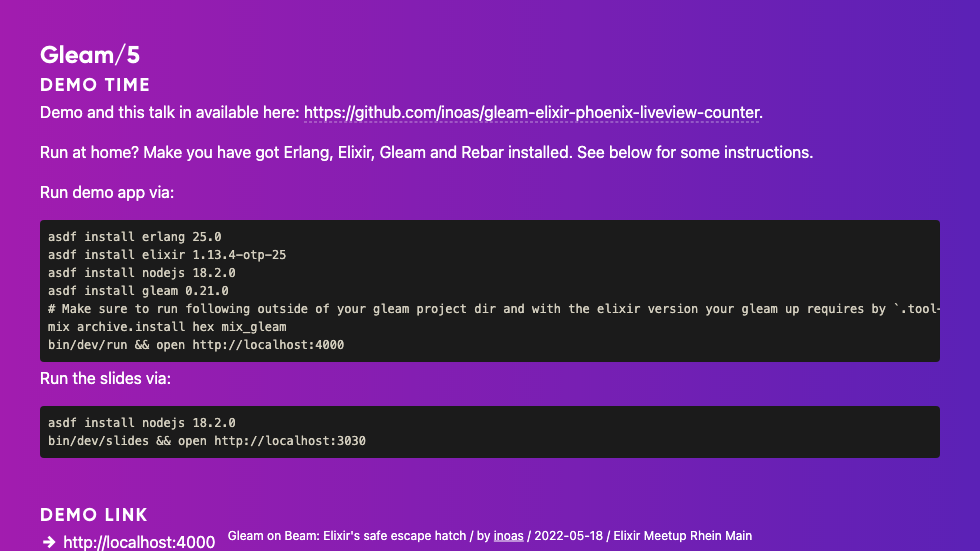 Gleam/5
DEMO TIME
Demo and this talk in available here: https://github.com/inoas/gleam-elixir-phoenix-liveview-counter.
Run at home? Make you have got Erlang, Elixir, Gleam and Rebar installed. See below for some instructions.
Run demo app via:
asdf install erlang 25.0
asdf install elixir 1.13.4-otp-25
asdf install nodejs 18.2.0
asdf install gleam 0.21.0
# Make sure to run following outside of your gleam project dir and with the elixir version your gleam up requires by `.tool-
mix archive.install hex mix_gleam
bin/dev/run && open http://localhost:4000
Run the slides via:
asdf install nodejs 18.2.0
bin/dev/slides && open http://localhost:3030
DEMO LINK
→ http://localhost:4000
Gleam on Beam: Elixir's safe escape hatch / by inoas / 2022-05-18 / Elixir Meetup Rhein Main